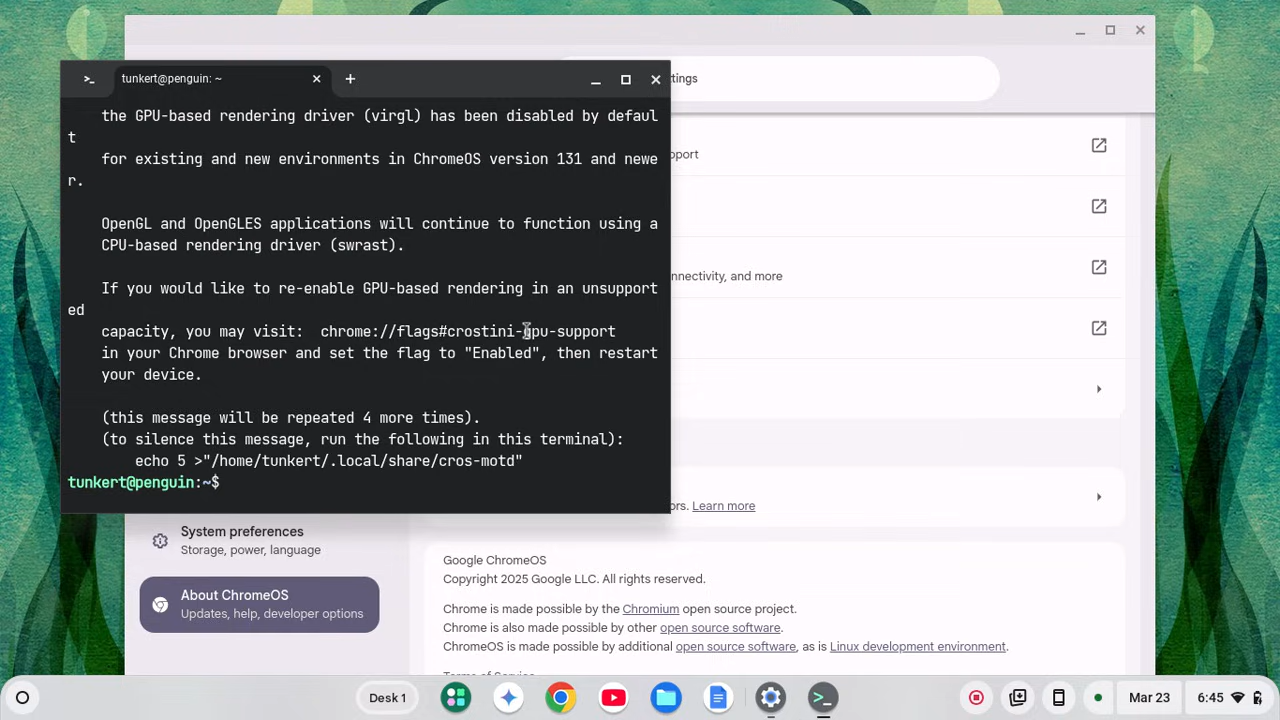 tunkert@penguin: ~
ttings
the GPU-based rendering driver (virgl) has been disabled by defaul
t
for existing and new environments in ChromeOS version 131 and newe
r.
OpenGL and OpenGLES applications will continue to function using a
CPU-based rendering driver (swrast).
If you would like to re-enable GPU-based rendering in an unsupport
ed
capacity, you may visit:  chrome://flags#crostini-gpu-support
in your Chrome browser and set the flag to "Enabled", then restart
your device.
(this message will be repeated 4 more times).
(to silence this message, run the following in this terminal):
echo 5 >"/home/tunkert/.local/share/cros-motd"
tunkert@penguin:~$
pport
nnectivity, and more
rs. Learn more
System preferences
Storage, power, language
About ChromeOS
Updates, help, developer options
Google ChromeOS
Copyright 2025 Google LLC. All rights reserved.
Chrome is made possible by the Chromium open source project.
Chrome is also made possible by other open source software.
ChromeOS is made possible by additional open source software, as is Linux development environment.
Desk 1
Mar 23
6:45